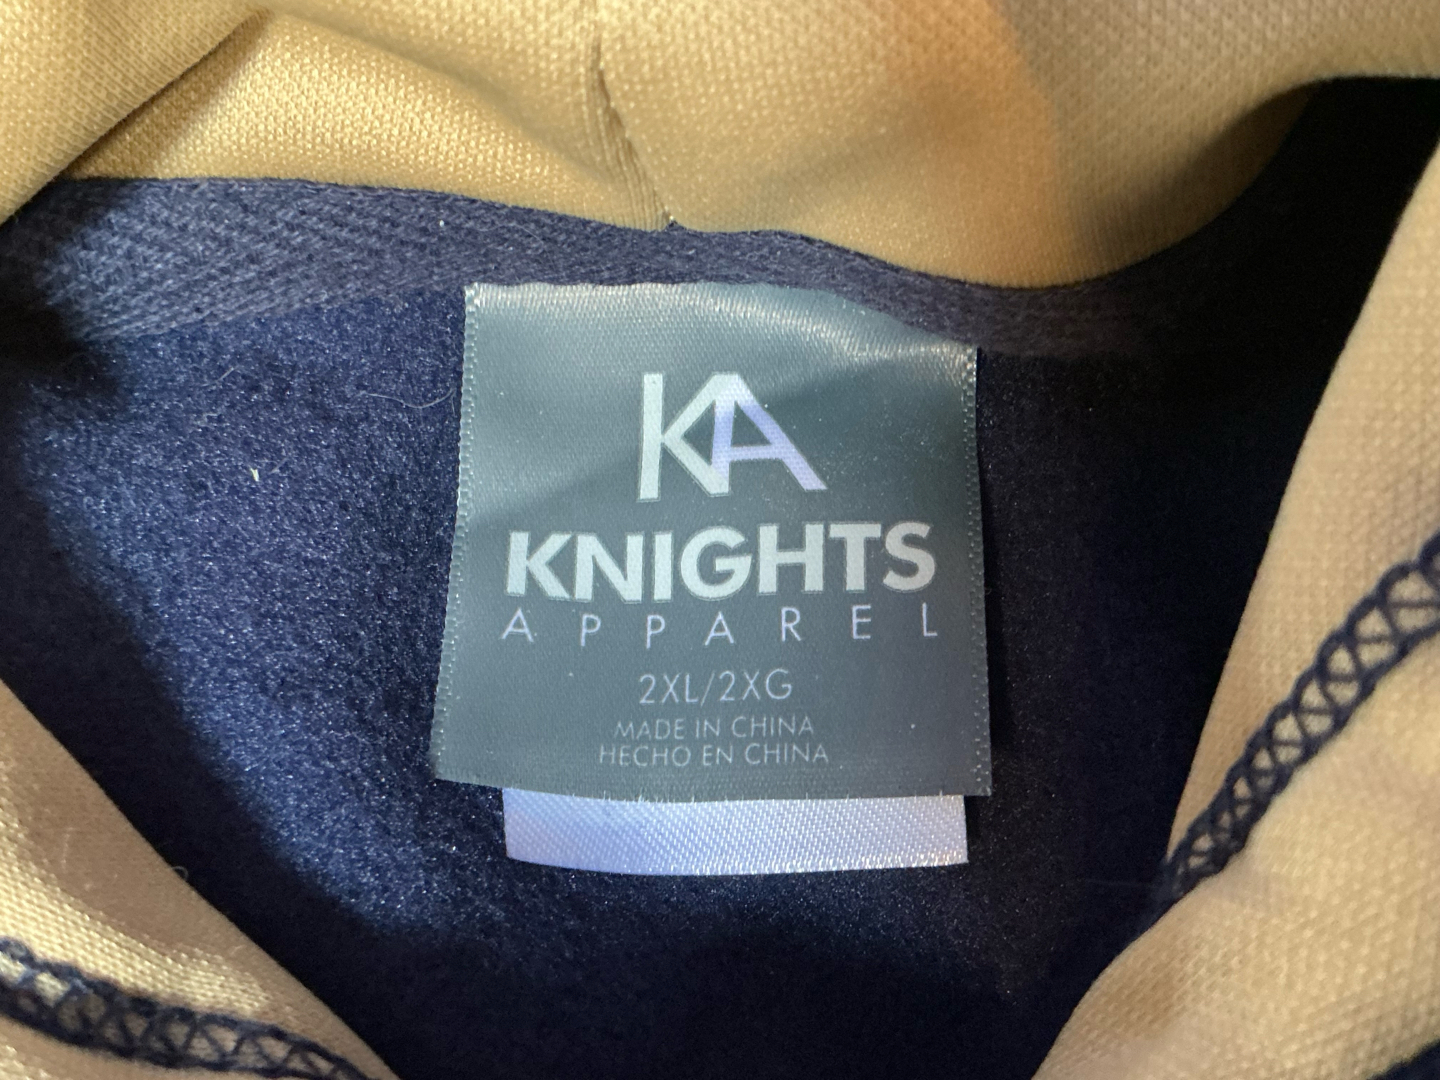 KA
KNIGHTS
APPAREL
2XL/2XG
MADE IN CHINA
HECHO EN CHINA